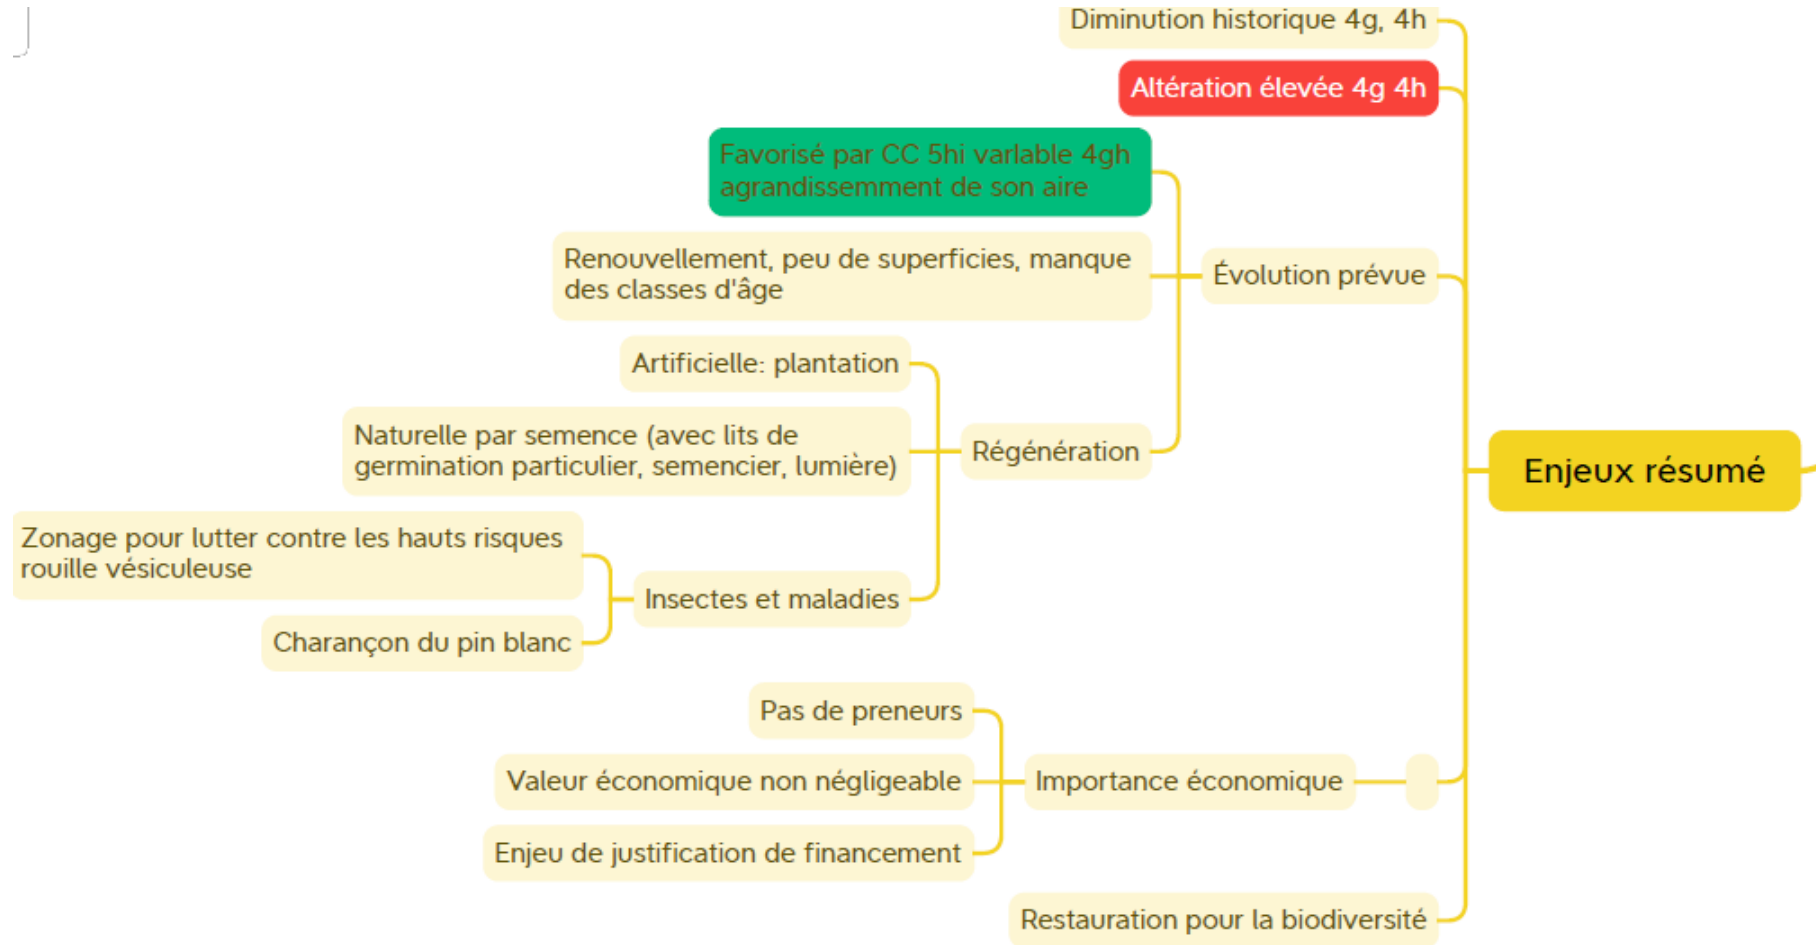 Diminution historique 4g, 4h
Altération élevée 4g 4h
Favorisé par CC 5hi varlable 4gh
agrandissemment de son aire
Renouvellement, peu de superficies, manque
des classes d'âge
Évolution prévue
Artificielle: plantation
Naturelle par semence (avec lits de
germination particulier, semencier, lumière)
Régénération
Enjeux résumé
Zonage pour lutter contre les hauts risques
rouille vésiculeuse
Insectes et maladies
Charançon du pin blanc
Pas de preneurs
Valeur économique non négligeable
Importance économique
Enjeu de justification de financement
Restauration pour la biodiversité